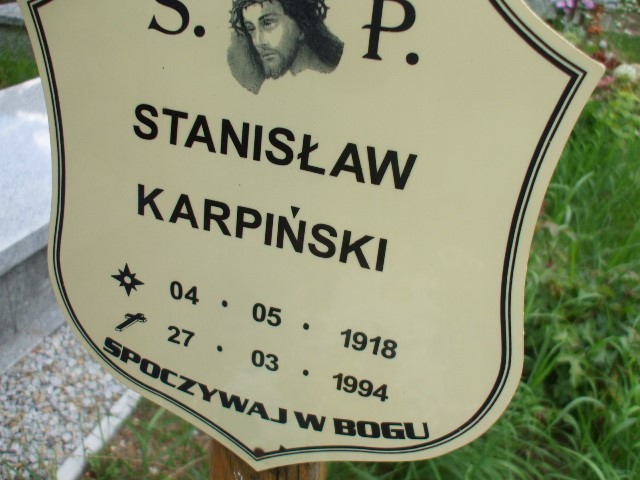 Ś. P.
STANISŁAW
KARPIŃSKI
04 · 05 · 1918
27 · 03 · 1994
SPOCZYWAJ W BOGU